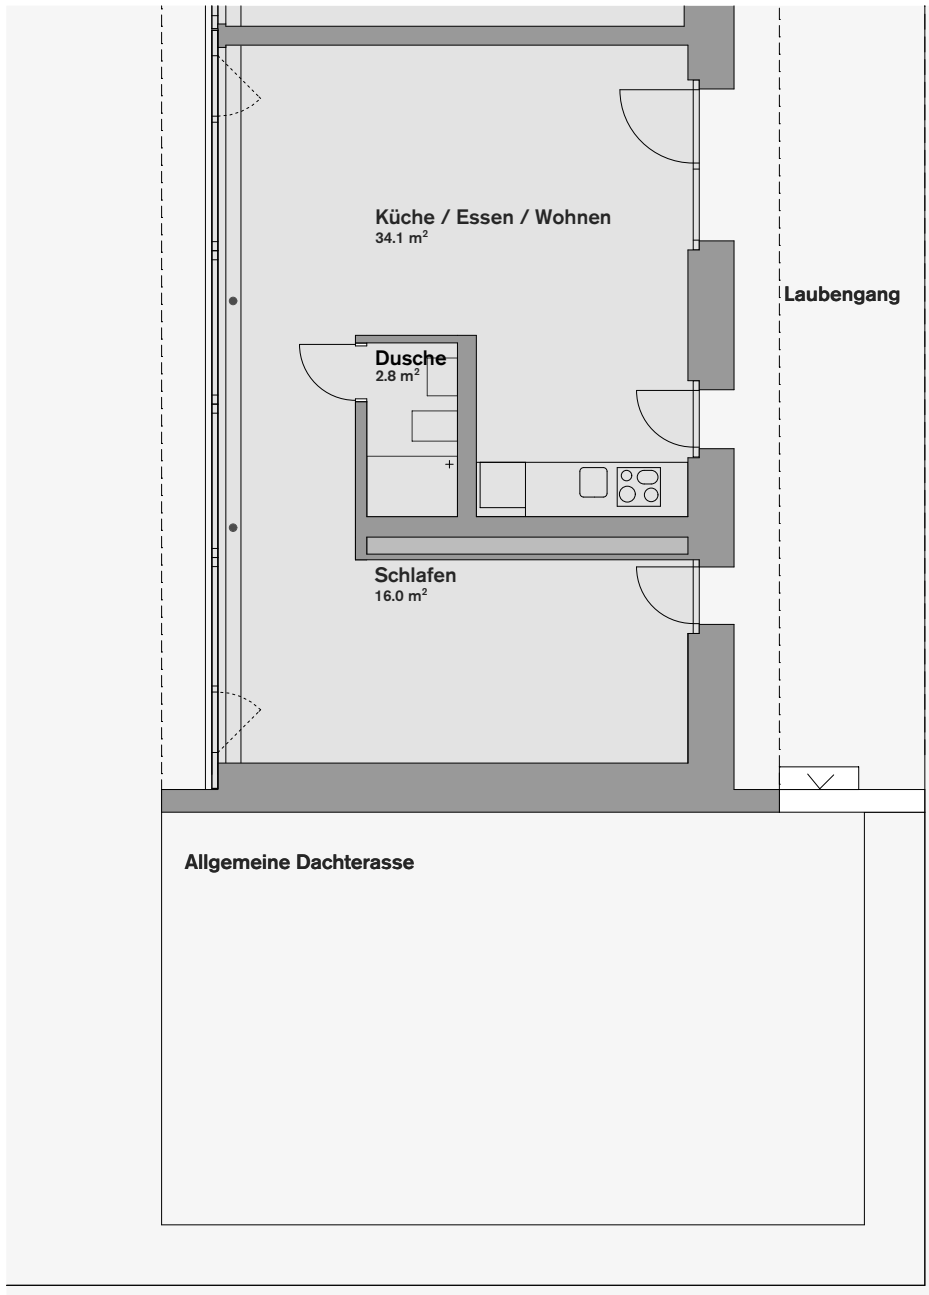 Küche / Essen / Wohnen
34.1 m²
Laubengang
Dusche
2.8 m²
Schlafen
16.0 m²
Allgemeine Dachterasse